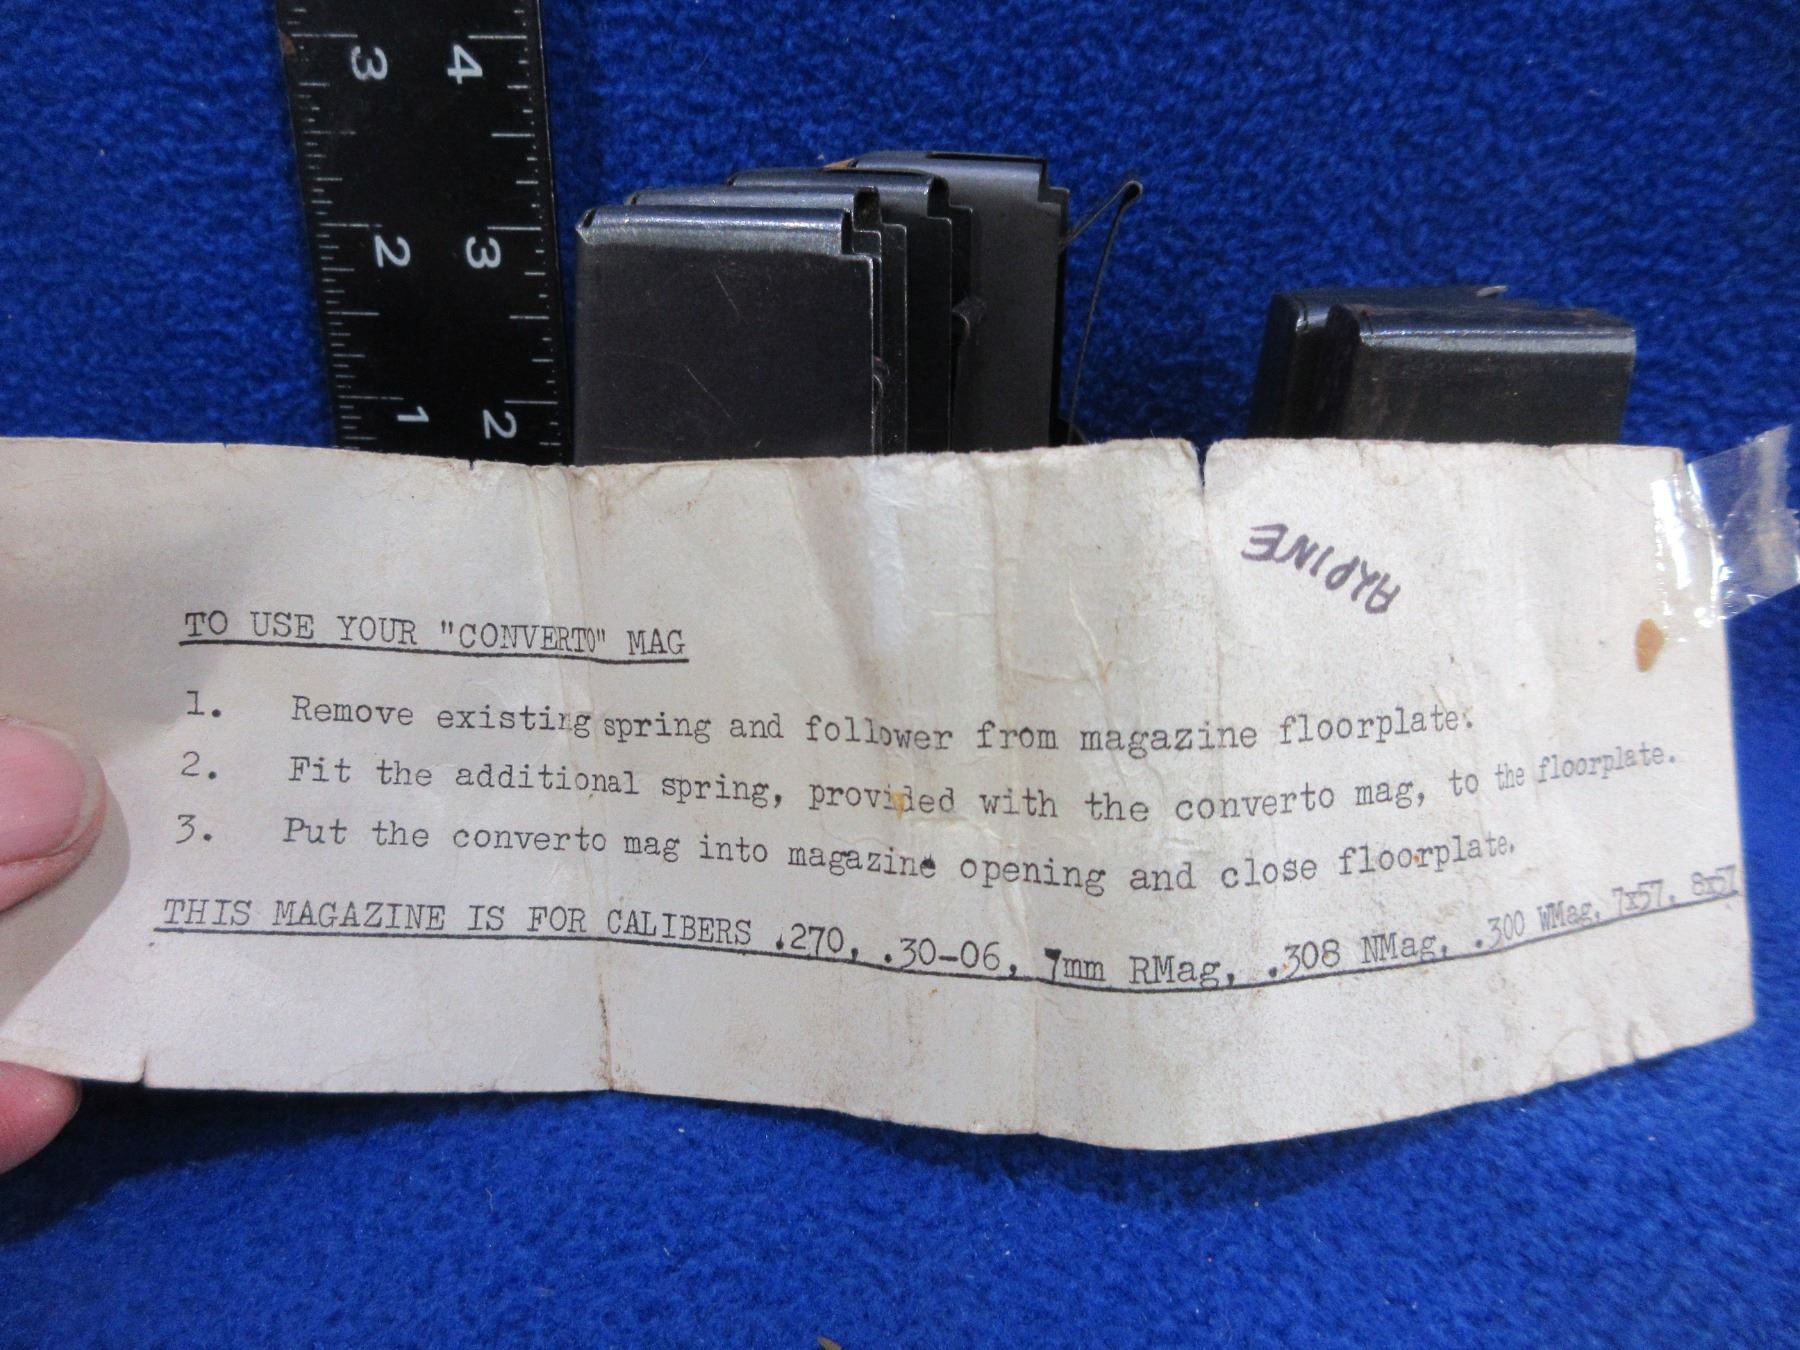 3 4
2 3
1 2
ALPINE
TO USE YOUR "CONVERTO" MAG
1. Remove existing spring and follower from magazine floorplate.
2. Fit the additional spring, provided with the converto mag, to the floorplate.
3. Put the converto mag into magazine opening and close floorplate.
THIS MAGAZINE IS FOR CALIBERS .270, .30-06, 7mm RMag, .308 NMag, .300 WMag, 7x57, 8x57